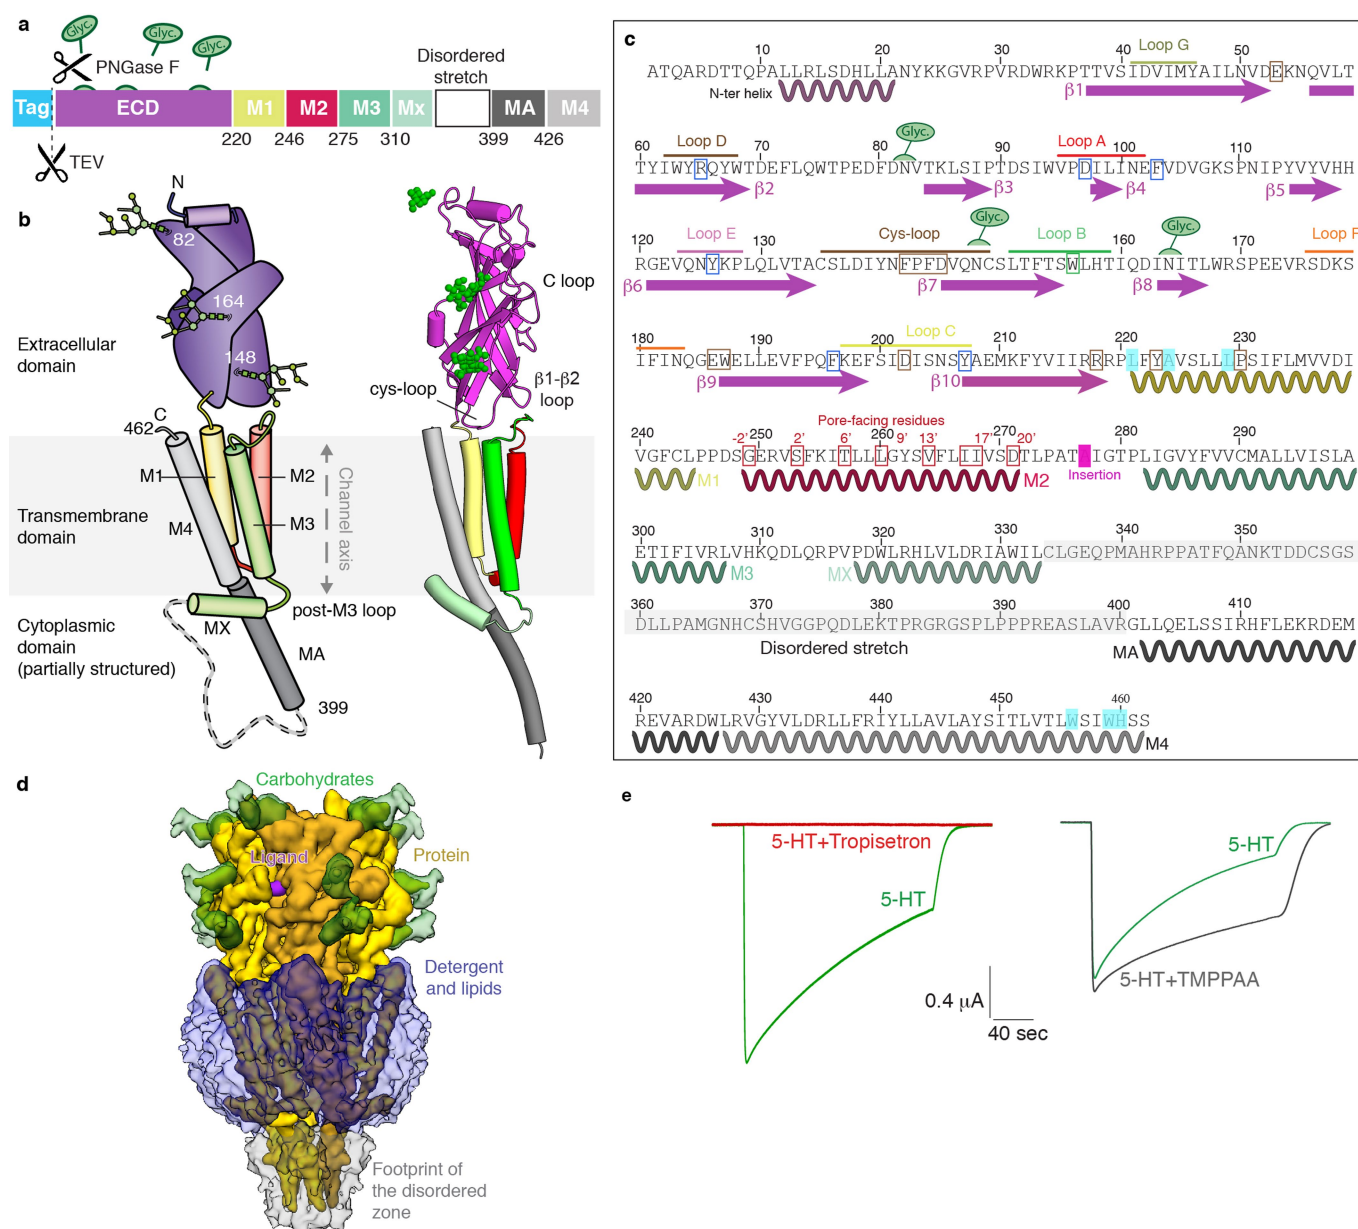 a
Glyc.
Glyc.
Glyc.
PNGase F
Disordered
stretch
Tag
ECD
M1
M2
M3
Mx
MA
M4
220
246
275
310
399
426
TEV
b
N
82
164
148
Extracellular
domain
C
462
M1
M2
M3
M4
Channel axis
Transmembrane
domain
post-M3 loop
MX
MA
Cytoplasmic
domain
(partially structured)
399
C loop
cys-loop
β1-β2
loop
c
Loop G
10 20 30 40 50
ATQARDTTQPALLRLSDHLLANYKKGVRPVRDWRKPTTVSIDVIMYAILNVDEKNQVLT
N-ter helix
β1
Loop D
Glyc.
Loop A
60 70 80 90 100 110
TYIWYRQYWTDEFLQWTPEDFDNVTKLSIPTDSIWVPDILINEFVDVGKSPNIPYVYVHH
β2
β3
β4
β5
Loop E
Cys-loop
Glyc.
Loop B
Glyc.
Loop F
120 130 140 150 160 170
RGEVQNYKPLQLVTACSLDIYNFPFDVQNCSLTFTSWLHTIQDINITLWRSPEEVRSDKS
β6
β7
β8
Loop C
180 190 200 210 220 230
IFINQGEWELLEVFPQFKEFSIDISNSYAEMKFYVIIRRRPLFYAVSLLLPSIFLMVVDI
β9
β10
Pore-facing residues
-2' 2' 6' 9' 13' 17' 20'
240 250 260 270 280 290
VGFCLPPDSGERVSFKITLLLGYSVFLIIVSDTLPATAIGTPLIGVYFVVCMALLVISLA
M1
M2
Insertion
300 310 320 330 340 350
ETIFIVRLVHKQDLQRPVPDWLRHLVLDRIAWILCLGEQPMAHRPPATFQANKTDDCSGS
M3
MX
360 370 380 390 400 410
DLLPAMGNHCSHVGGPQDLEKTPRGRGSPLPPPREASLAVRGLLQELSSIRHFLEKRDEM
Disordered stretch
MA
420 430 440 450 460
REVARDWLRVGYVLDRLLFRIYLLAVLAYSITLVTLWSIWHSS
M4
d
Carbohydrates
Ligand
Protein
Detergent
and lipids
Footprint of
the disordered
zone
e
5-HT+Tropisetron
5-HT
5-HT
5-HT+TMPPAA
0.4 μA
40 sec